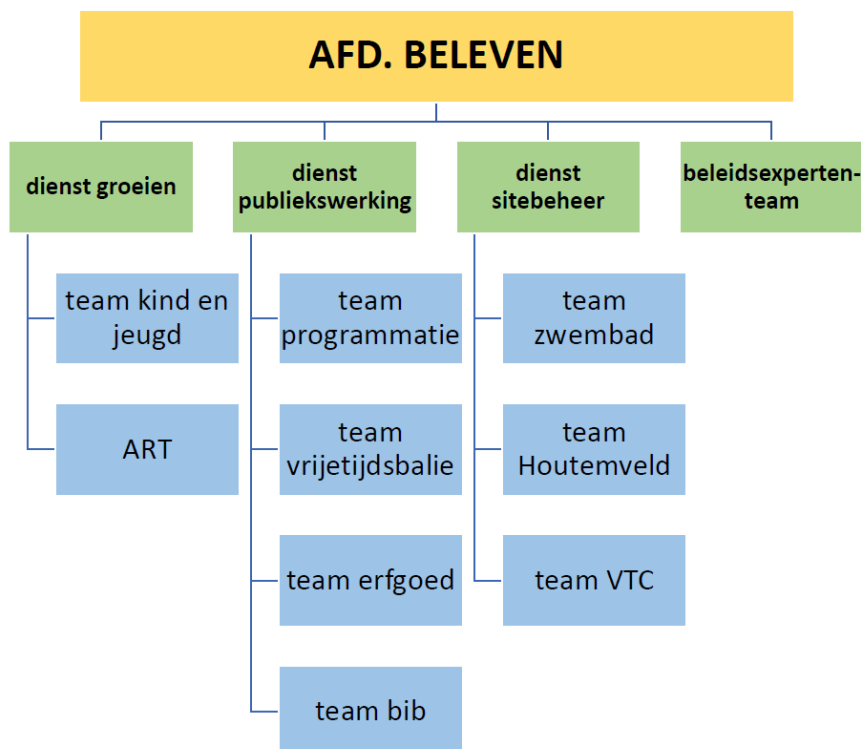 AFD. BELEVEN
dienst groeien
dienst
publiekswerking
dienst
sitebeheer
beleidsexperten-
team
team kind en
jeugd
ART
team
programmatie
team
vrijetijdsbalie
team erfgoed
team bib
team
zwembad
team
Houtemveld
team VTC